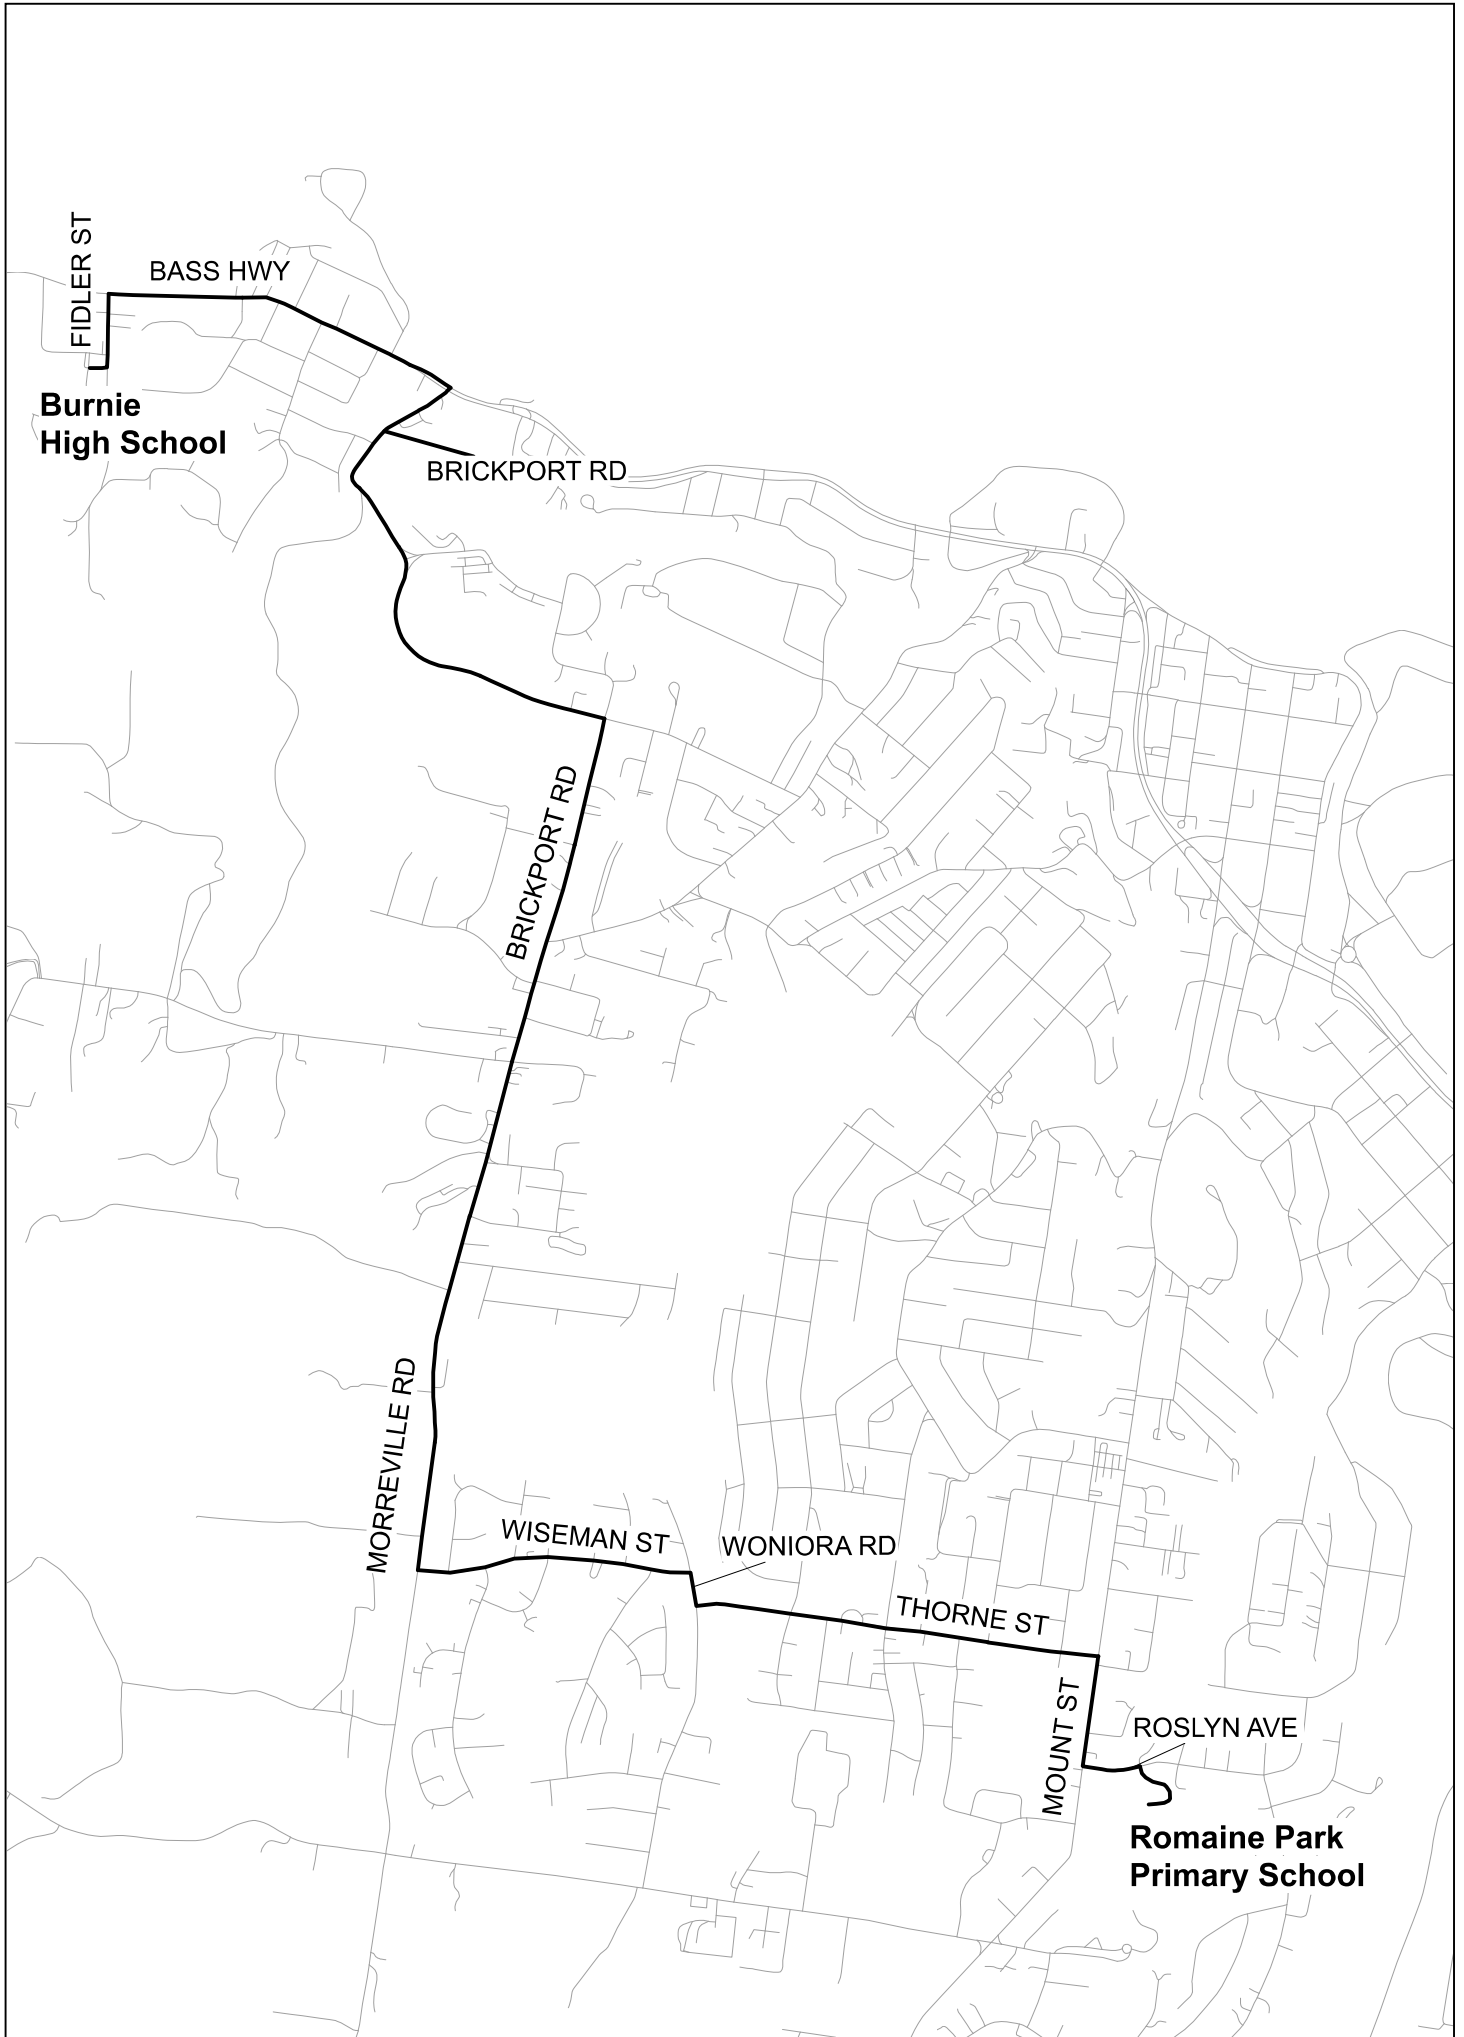 FIDLER ST
BASS HWY
Burnie
High School
BRICKPORT RD
BRICKPORT RD
MORREVILLE RD
WISEMAN ST
WONIORA RD
THORNE ST
MOUNT ST
ROSLYN AVE
Romaine Park
Primary School